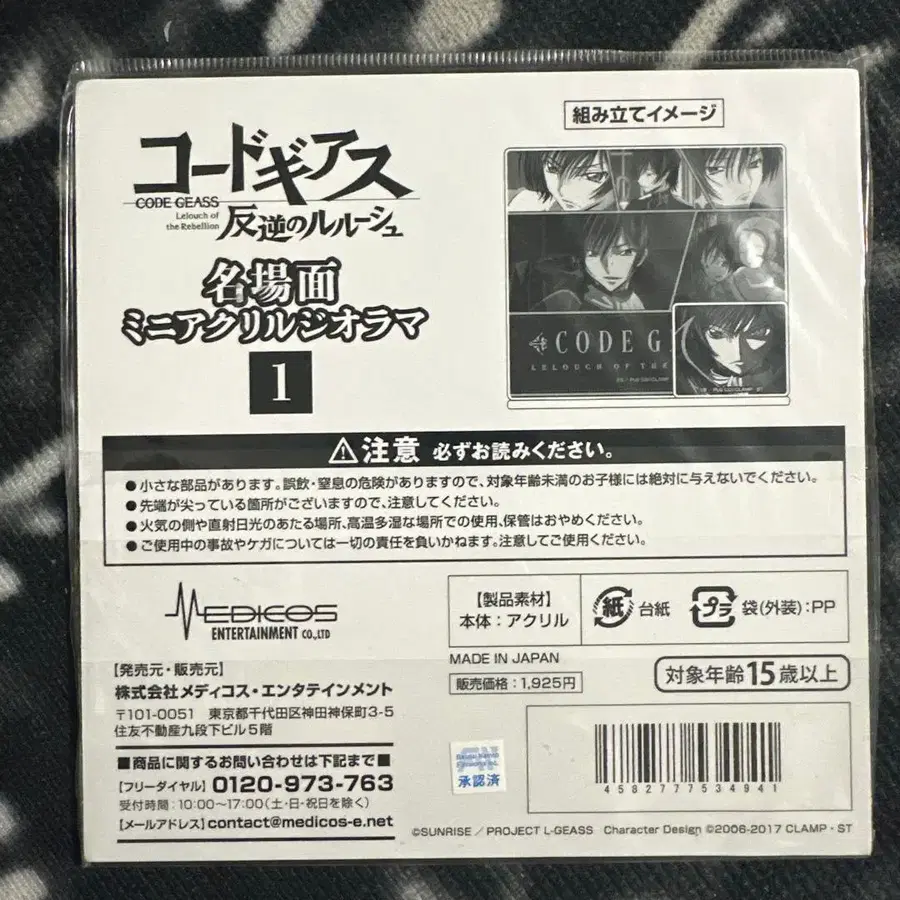 コードギアス
CODE GEASS
Lelouch of
the Rebellion
反逆のルルーシュ
名場面
ミニアクリルジオラマ
1
組み立てイメージ
CODE G
LELOUCH OF THE
⚠注意 必ずお読みください。
●小さな部品があります。誤飲・窒息の危険がありますので、対象年齢未満のお子様には絶対に与えないでください。
●先端が尖っている箇所がございますので、注意してください。
●火気の側や直射日光のあたる場所、高温多湿な場所での使用、保管はおやめください。
●ご使用中の事故やケガについては一切の責任を負いかねます。注意してご使用ください。
MEDICOS
ENTERTAINMENT CO.,LTD
【製品素材】
本体：アクリル
紙 台紙
プラ 袋(外装)：PP
MADE IN JAPAN
販売価格：1,925円
対象年齢15歳以上
【発売元・販売元】
株式会社メディコス・エンタテインメント
〒101-0051 東京都千代田区神田神保町3-5
住友不動産九段下ビル5階
■商品に関するお問い合わせは下記まで■
【フリーダイヤル】0120-973-763
受付時間：10:00〜17:00(土・日・祝日を除く)
【メールアドレス】contact@medicos-e.net
承認済
4582777534941
©SUNRISE／PROJECT L-GEASS Character Design ©2006-2017 CLAMP・ST